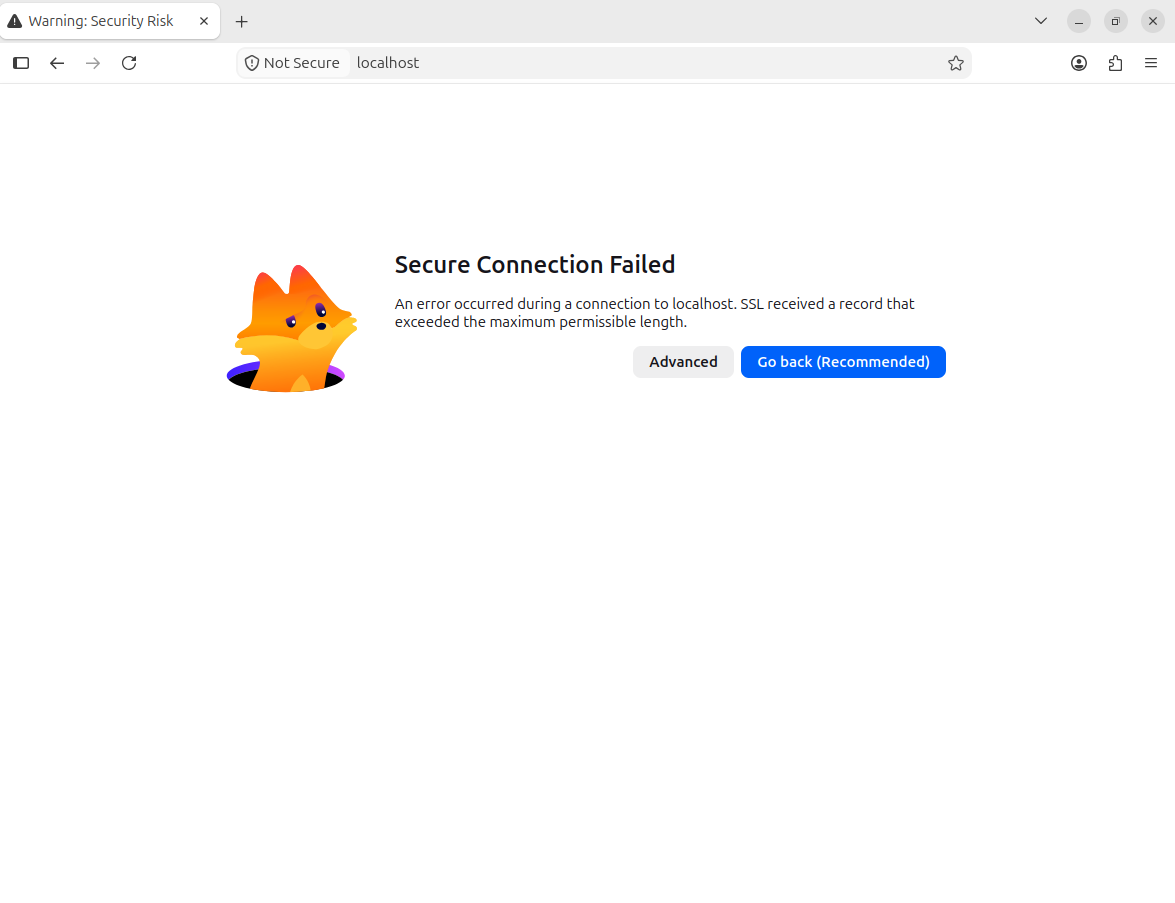 Warning: Security Risk
Not Secure localhost
Secure Connection Failed
An error occurred during a connection to localhost. SSL received a record that
exceeded the maximum permissible length.
Advanced Go back (Recommended)